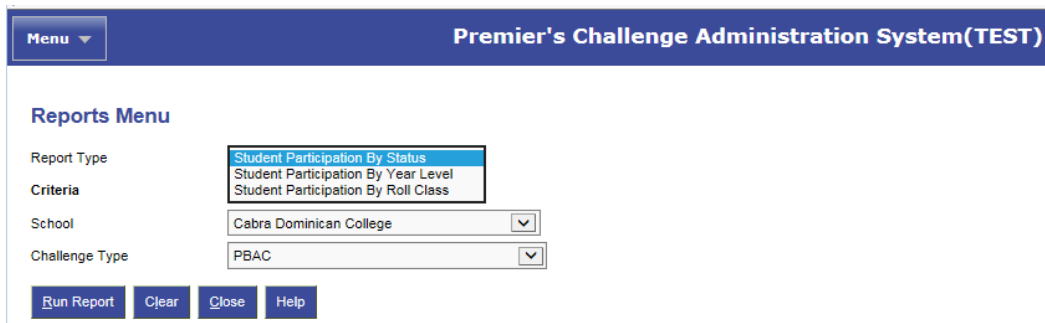 Menu
Premier's Challenge Administration System(TEST)
Reports Menu
Report Type
Student Participation By Status
Student Participation By Year Level
Criteria
Student Participation By Roll Class
School
Cabra Dominican College
Challenge Type
PBAC
Run Report
Clear
Close
Help